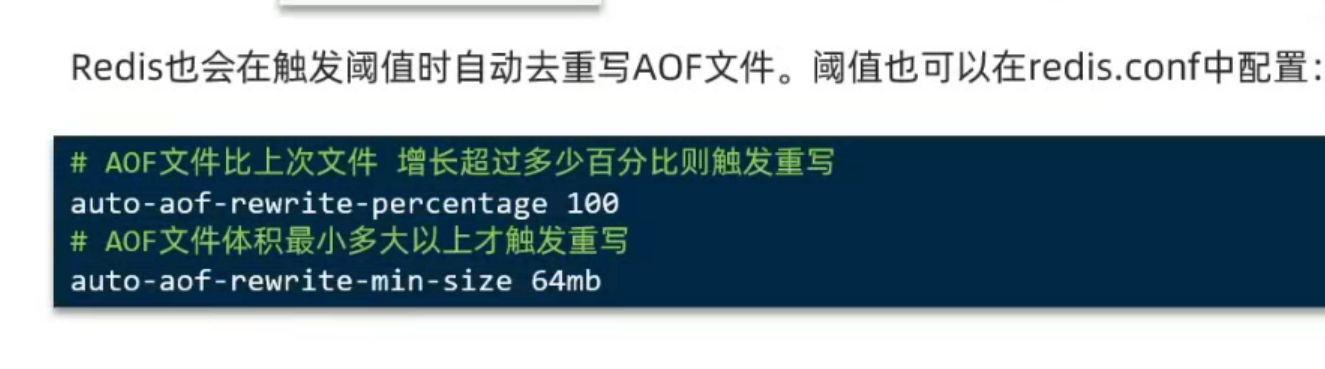 Redis也会在触发阈值时自动去重写AOF文件。阈值也可以在redis.conf中配置：
# AOF文件比上次文件 增长超过多少百分比则触发重写
auto-aof-rewrite-percentage 100
# AOF文件体积最小多大以上才触发重写
auto-aof-rewrite-min-size 64mb